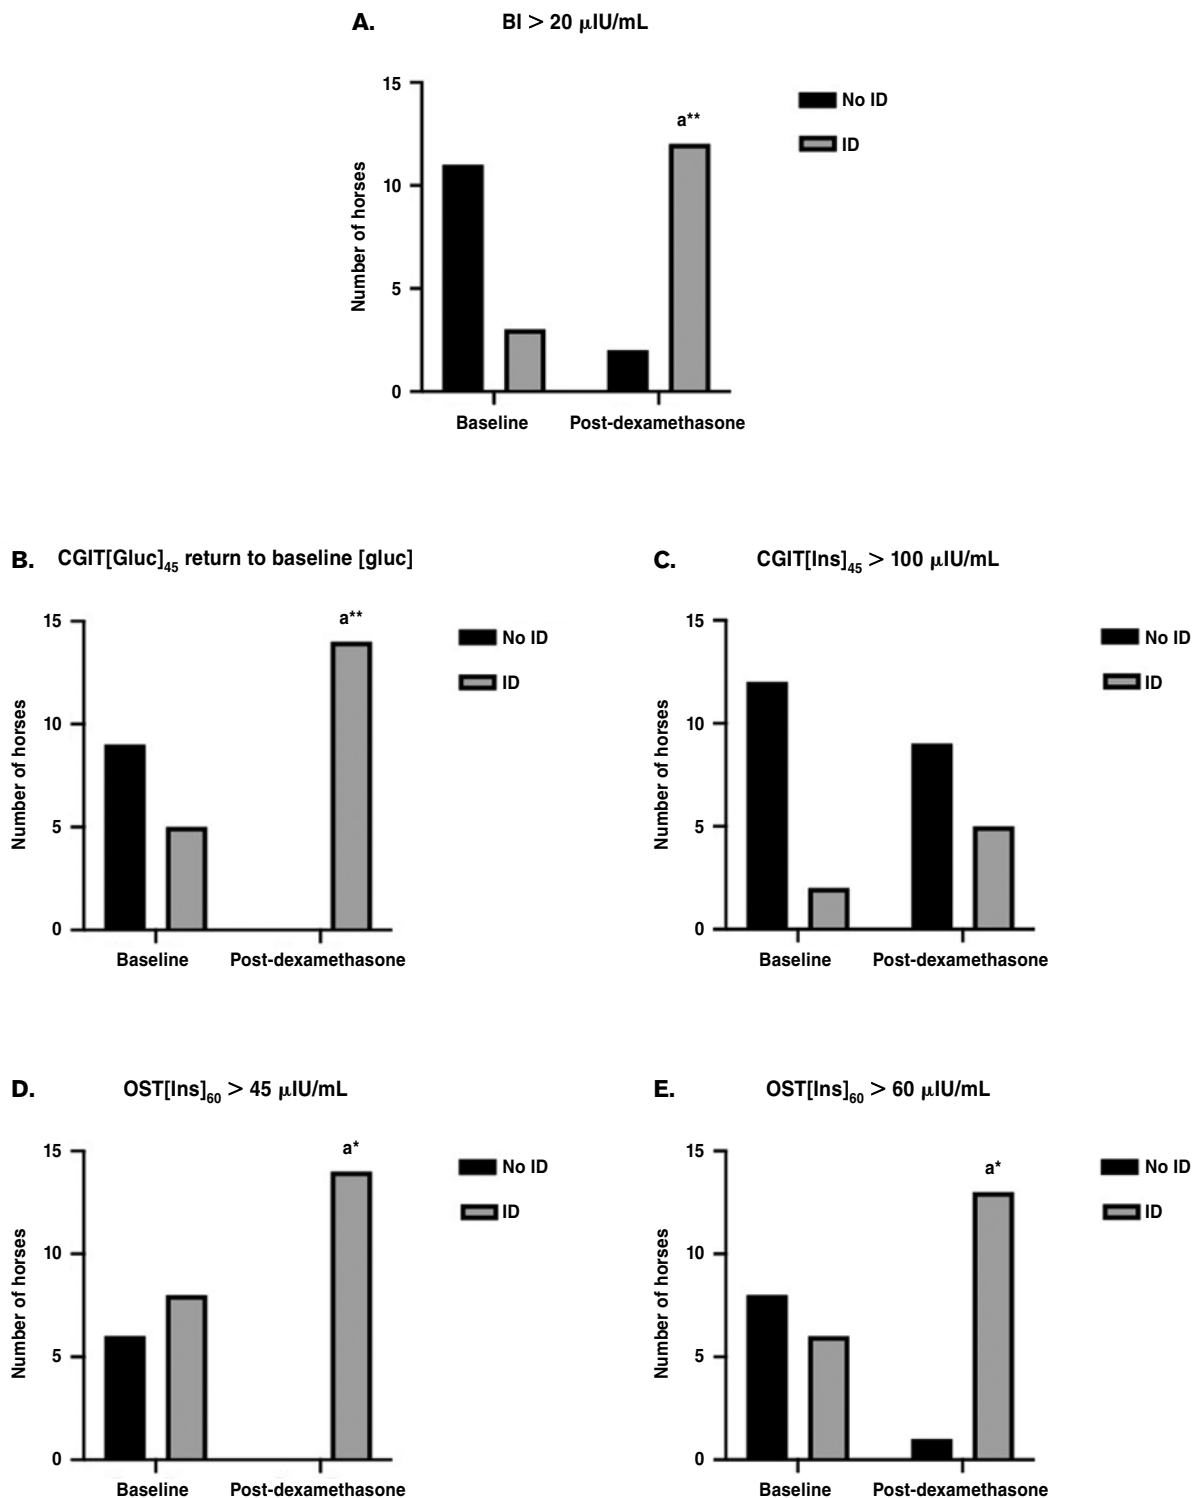 A. BI > 20 µIU/mL
15
10
5
0
Number of horses
a**
No ID
ID
Baseline Post-dexamethasone
B. CGIT[Gluc]45 return to baseline [gluc]
15
10
5
0
Number of horses
a**
No ID
ID
Baseline Post-dexamethasone
C. CGIT[Ins]45 > 100 µIU/mL
15
10
5
0
Number of horses
No ID
ID
Baseline Post-dexamethasone
D. OST[Ins]60 > 45 µIU/mL
15
10
5
0
Number of horses
a*
No ID
ID
Baseline Post-dexamethasone
E. OST[Ins]60 > 60 µIU/mL
15
10
5
0
Number of horses
a*
No ID
ID
Baseline Post-dexamethasone